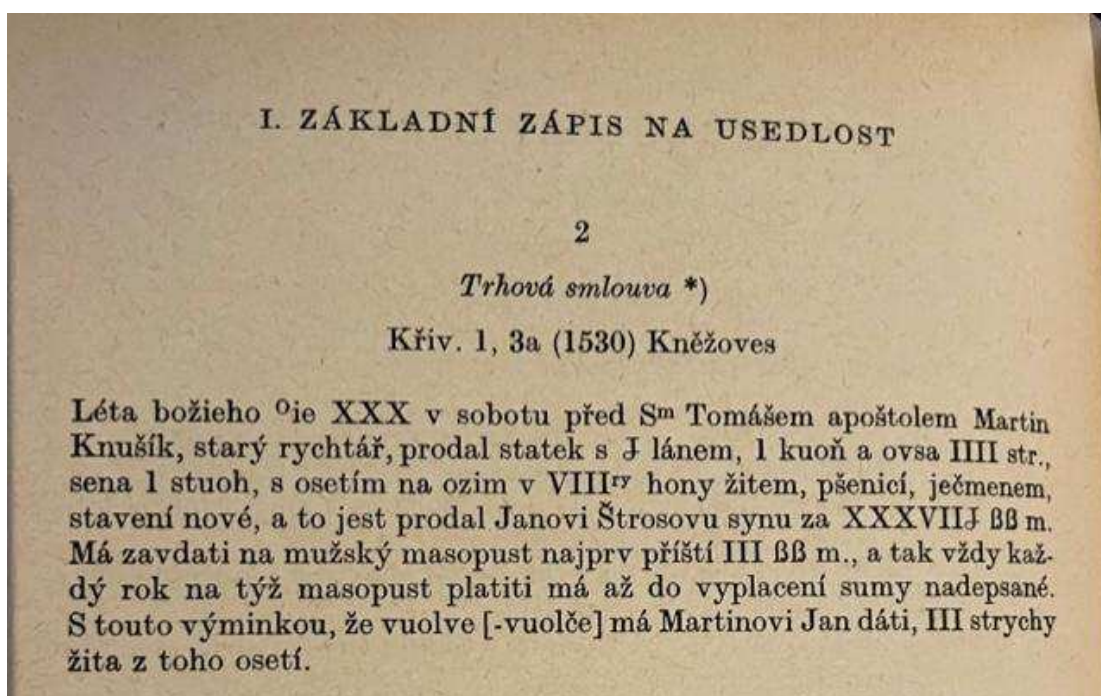 I. ZÁKLADNÍ ZÁPIS NA USEDLOST
2
Trhová smlouva *)
Křiv. 1, 3a (1530) Kněžoves
Léta božieho ⁰ie XXX v sobotu před Sᵐ Tomášem apoštolem Martin
Knušík, starý rychtář, prodal statek s J lánem, 1 kuoň a ovsa IIII str.,
sena 1 stuoh, s osetím na ozim v VIIIʳʸ hony žitem, pšenicí, ječmenem,
stavení nové, a to jest prodal Janovi Štrosovu synu za XXXVIIJ ßß m.
Má zavdati na mužský masopust najprv příští III ßß m., a tak vždy kaž-
dý rok na týž masopust platiti má až do vyplacení sumy nadepsané.
S touto výminkou, že vuolve [-vuolče] má Martinovi Jan dáti, III strychy
žita z toho osetí.